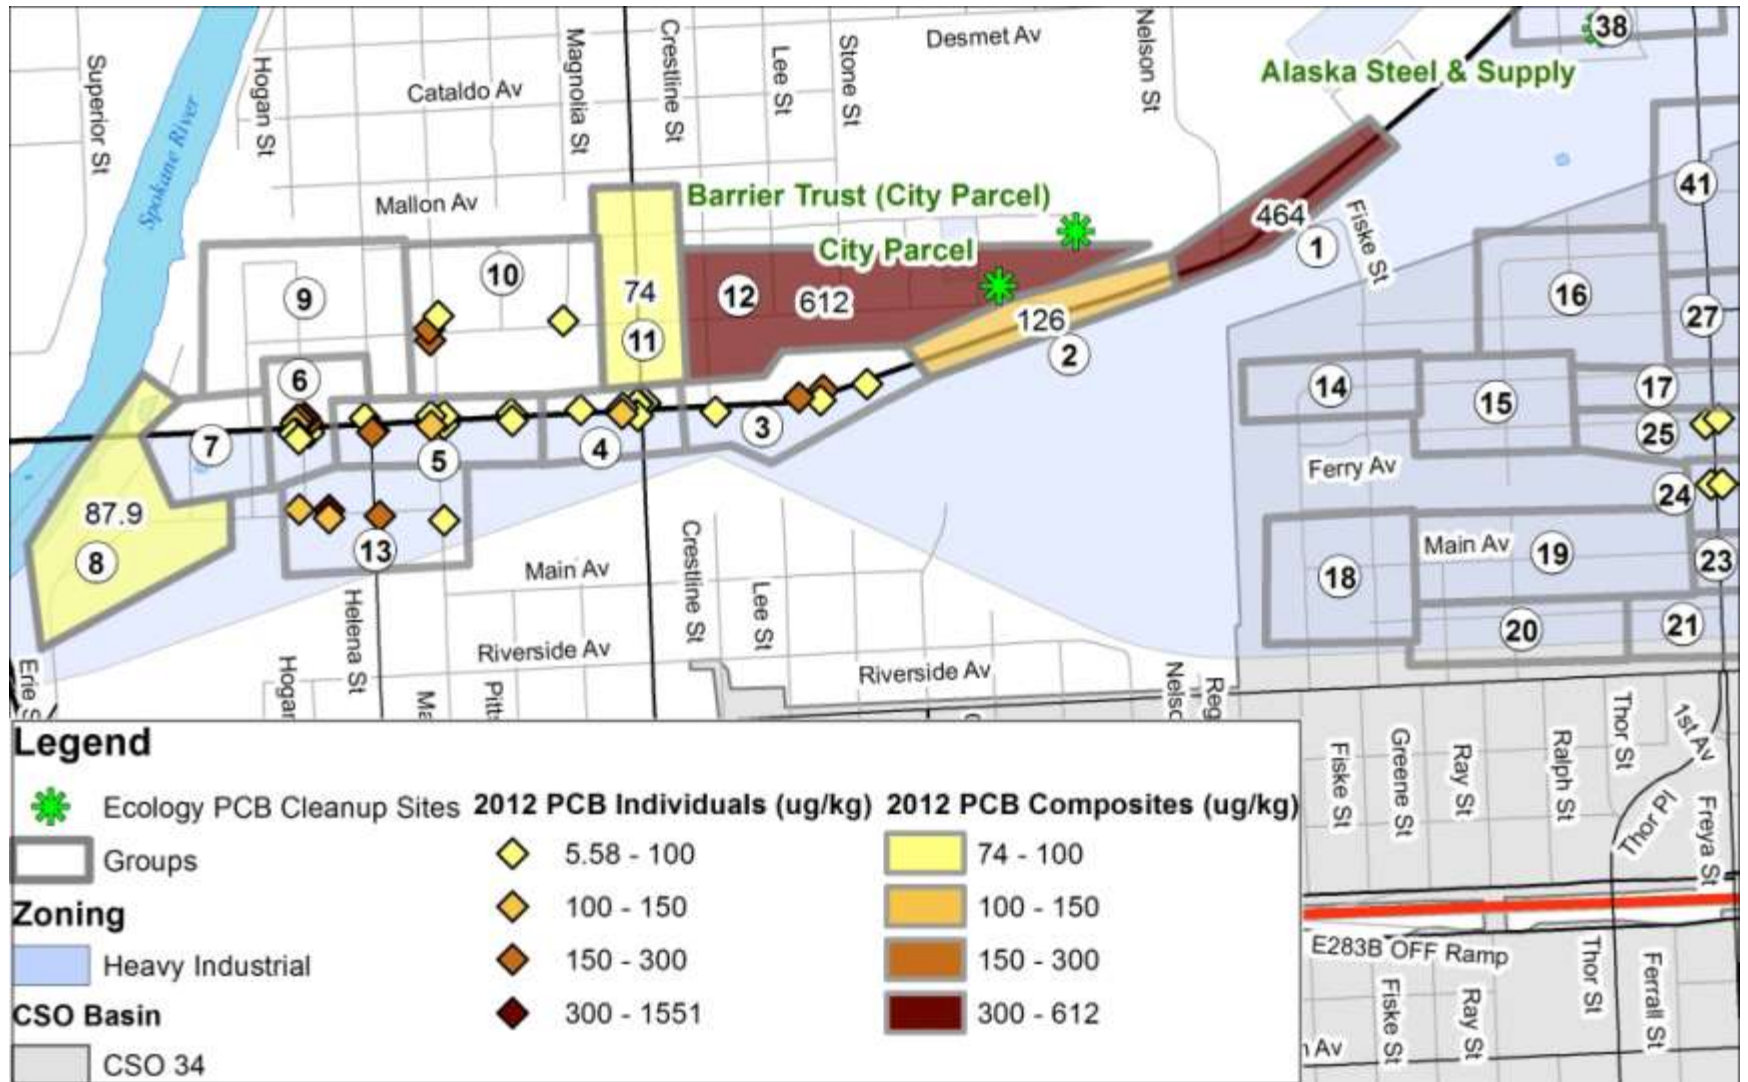 Superior St
Spokane River
Hogan St
Cataldo Av
Magnolia St
Crestline St
Lee St
Stone St
Desmet Av
Nelson St
Alaska Steel & Supply
38
Mallon Av
Barrier Trust (City Parcel)
City Parcel
464
1
Fiske St
41
9
10
74
11
12
612
126
2
16
27
6
14
15
17
7
5
4
3
25
Ferry Av
24
87.9
8
13
Main Av
Crestline St
Lee St
18
Main Av
19
23
20
21
Helena St
Riverside Av
Riverside Av
Erie S
Hogar
Ma
Pitt
Nelso
Reg
Legend
Ecology PCB Cleanup Sites
Groups
Zoning
Heavy Industrial
CSO Basin
CSO 34
2012 PCB Individuals (ug/kg)
5.58 - 100
100 - 150
150 - 300
300 - 1551
2012 PCB Composites (ug/kg)
74 - 100
100 - 150
150 - 300
300 - 612
Fiske St
Greene St
Ray St
Ralph St
Thor St
1st Av
Thor Pl
Freya St
E283B OFF Ramp
Fiske St
Ray St
Thor St
Ferrall St
Av